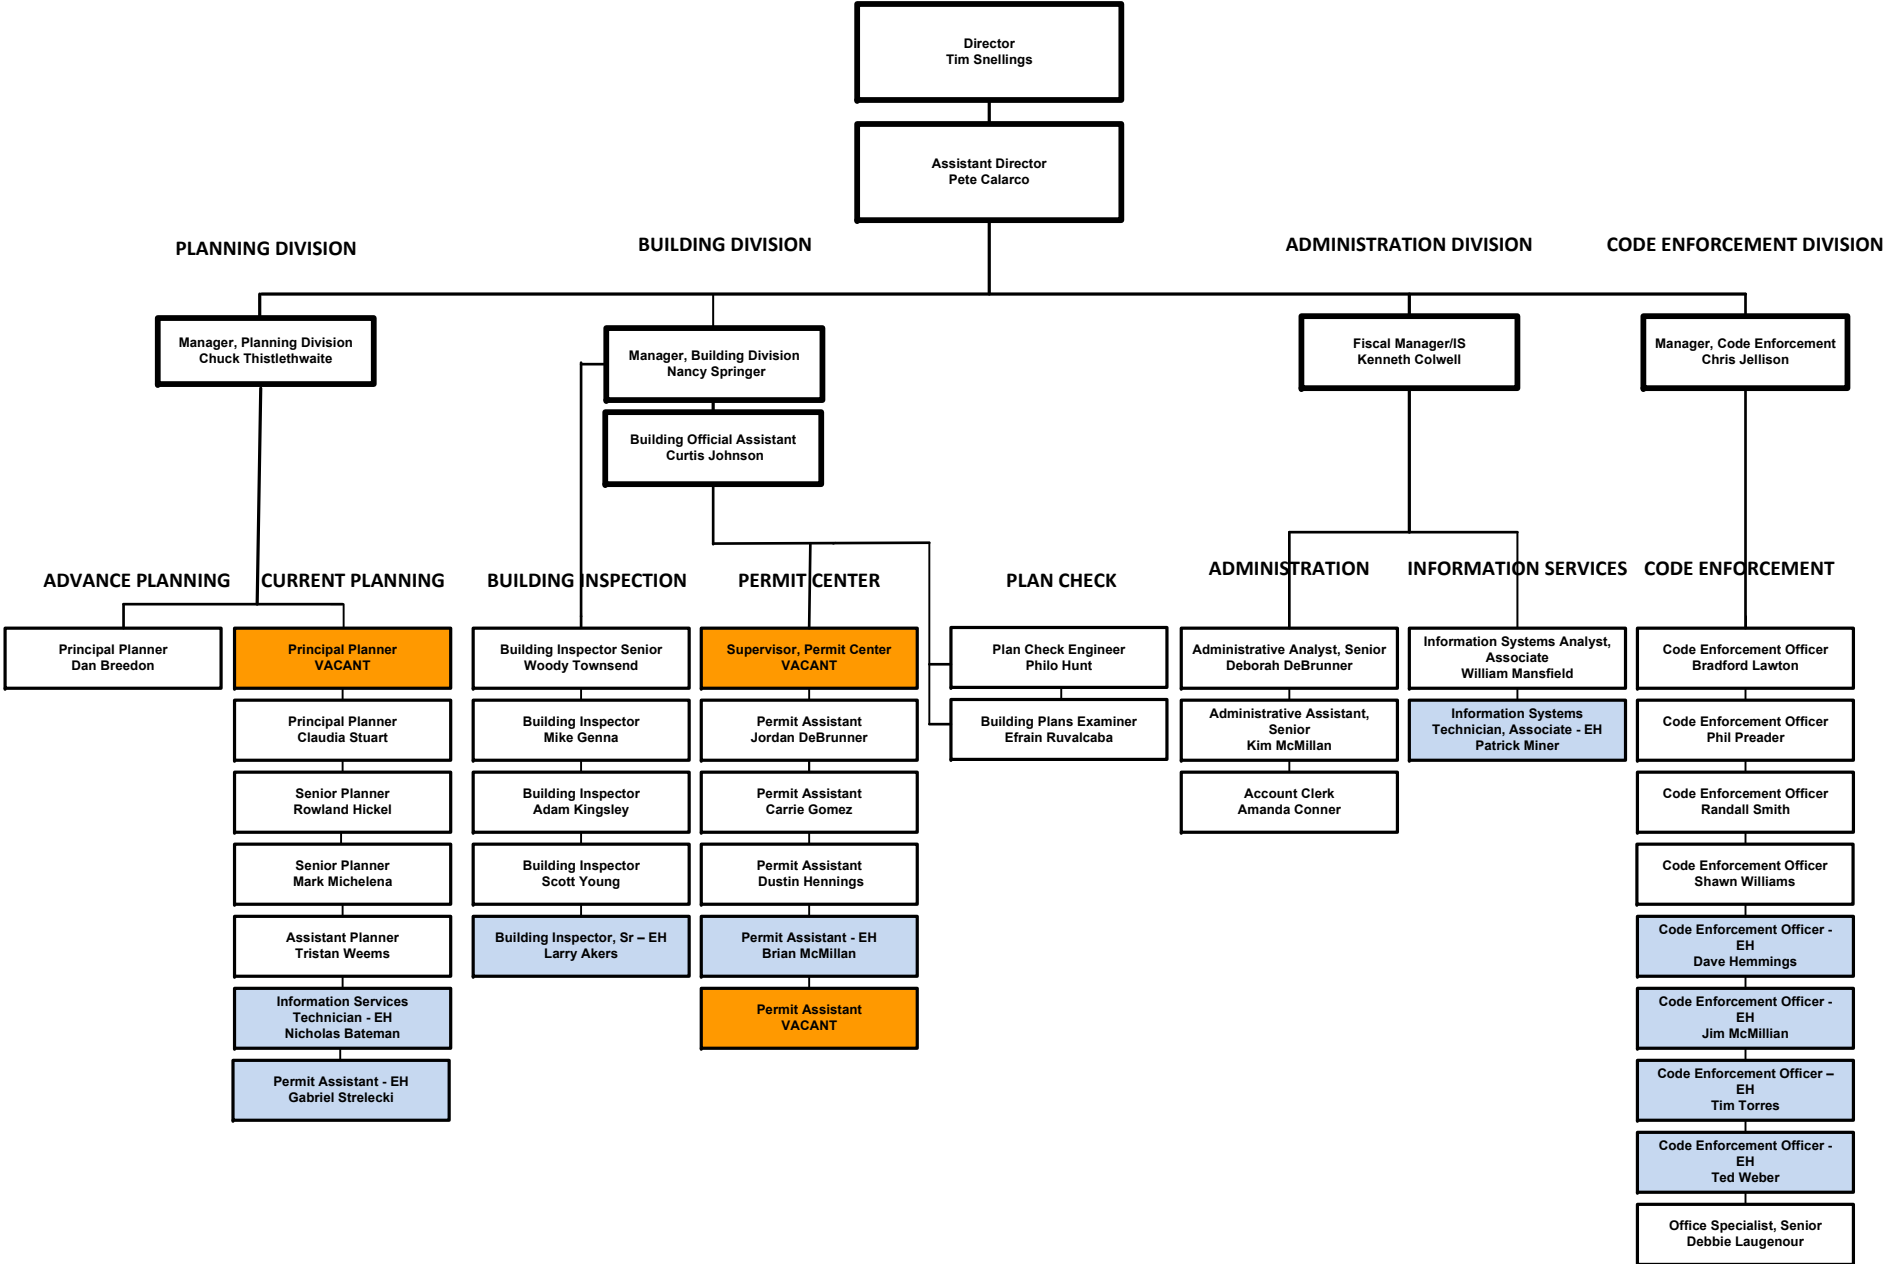 Director
Tim Snellings
Assistant Director
Pete Calarco
PLANNING DIVISION
BUILDING DIVISION
ADMINISTRATION DIVISION
CODE ENFORCEMENT DIVISION
Manager, Planning Division
Chuck Thistlethwaite
Manager, Building Division
Nancy Springer
Building Official Assistant
Curtis Johnson
Fiscal Manager/IS
Kenneth Colwell
Manager, Code Enforcement
Chris Jellison
ADVANCE PLANNING
Principal Planner
Dan Breedon
CURRENT PLANNING
Principal Planner
VACANT
Principal Planner
Claudia Stuart
Senior Planner
Rowland Hickel
Senior Planner
Mark Michelena
Assistant Planner
Tristan Weems
Information Services
Technician - EH
Nicholas Bateman
Permit Assistant - EH
Gabriel Strelecki
BUILDING INSPECTION
Building Inspector Senior
Woody Townsend
Building Inspector
Mike Genna
Building Inspector
Adam Kingsley
Building Inspector
Scott Young
Building Inspector, Sr – EH
Larry Akers
PERMIT CENTER
Supervisor, Permit Center
VACANT
Permit Assistant
Jordan DeBrunner
Permit Assistant
Carrie Gomez
Permit Assistant
Dustin Hennings
Permit Assistant - EH
Brian McMillan
Permit Assistant
VACANT
PLAN CHECK
Plan Check Engineer
Philo Hunt
Building Plans Examiner
Efrain Ruvalcaba
ADMINISTRATION
Administrative Analyst, Senior
Deborah DeBrunner
Administrative Assistant,
Senior
Kim McMillan
Account Clerk
Amanda Conner
INFORMATION SERVICES
Information Systems Analyst,
Associate
William Mansfield
Information Systems
Technician, Associate - EH
Patrick Miner
CODE ENFORCEMENT
Code Enforcement Officer
Bradford Lawton
Code Enforcement Officer
Phil Preader
Code Enforcement Officer
Randall Smith
Code Enforcement Officer
Shawn Williams
Code Enforcement Officer -
EH
Dave Hemmings
Code Enforcement Officer -
EH
Jim McMillian
Code Enforcement Officer –
EH
Tim Torres
Code Enforcement Officer -
EH
Ted Weber
Office Specialist, Senior
Debbie Laugenour